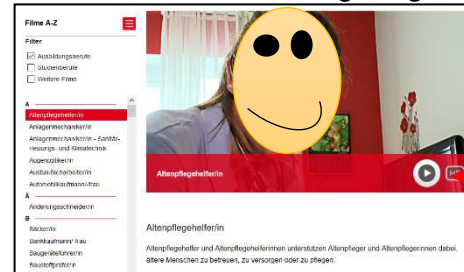 Filme A-Z
Filter
Ausbildungsberufe
Studienberufe
Weitere Filme
A
Altenpflegehelfer/in
Anlagenmechaniker/in
Anlagenmechaniker/in - Sanitär-
Heizungs- und Klimatechnik
Augenoptiker/in
Ausbaufacharbeiter/in
Automobilkaufmann/-frau
Ä
Änderungsschneider/in
B
Bäcker/in
Bankkaufmann/-frau
Baugeräteführer/in
Baustoffprüfer/in
Altenpflegehelfer/in
Altenpflegehelfer/in
Altenpflegehelfer und Altenpflegehelferinnen unterstützen Altenpfleger und Altenpflegerinnen dabei,
ältere Menschen zu betreuen, zu versorgen oder zu pflegen.